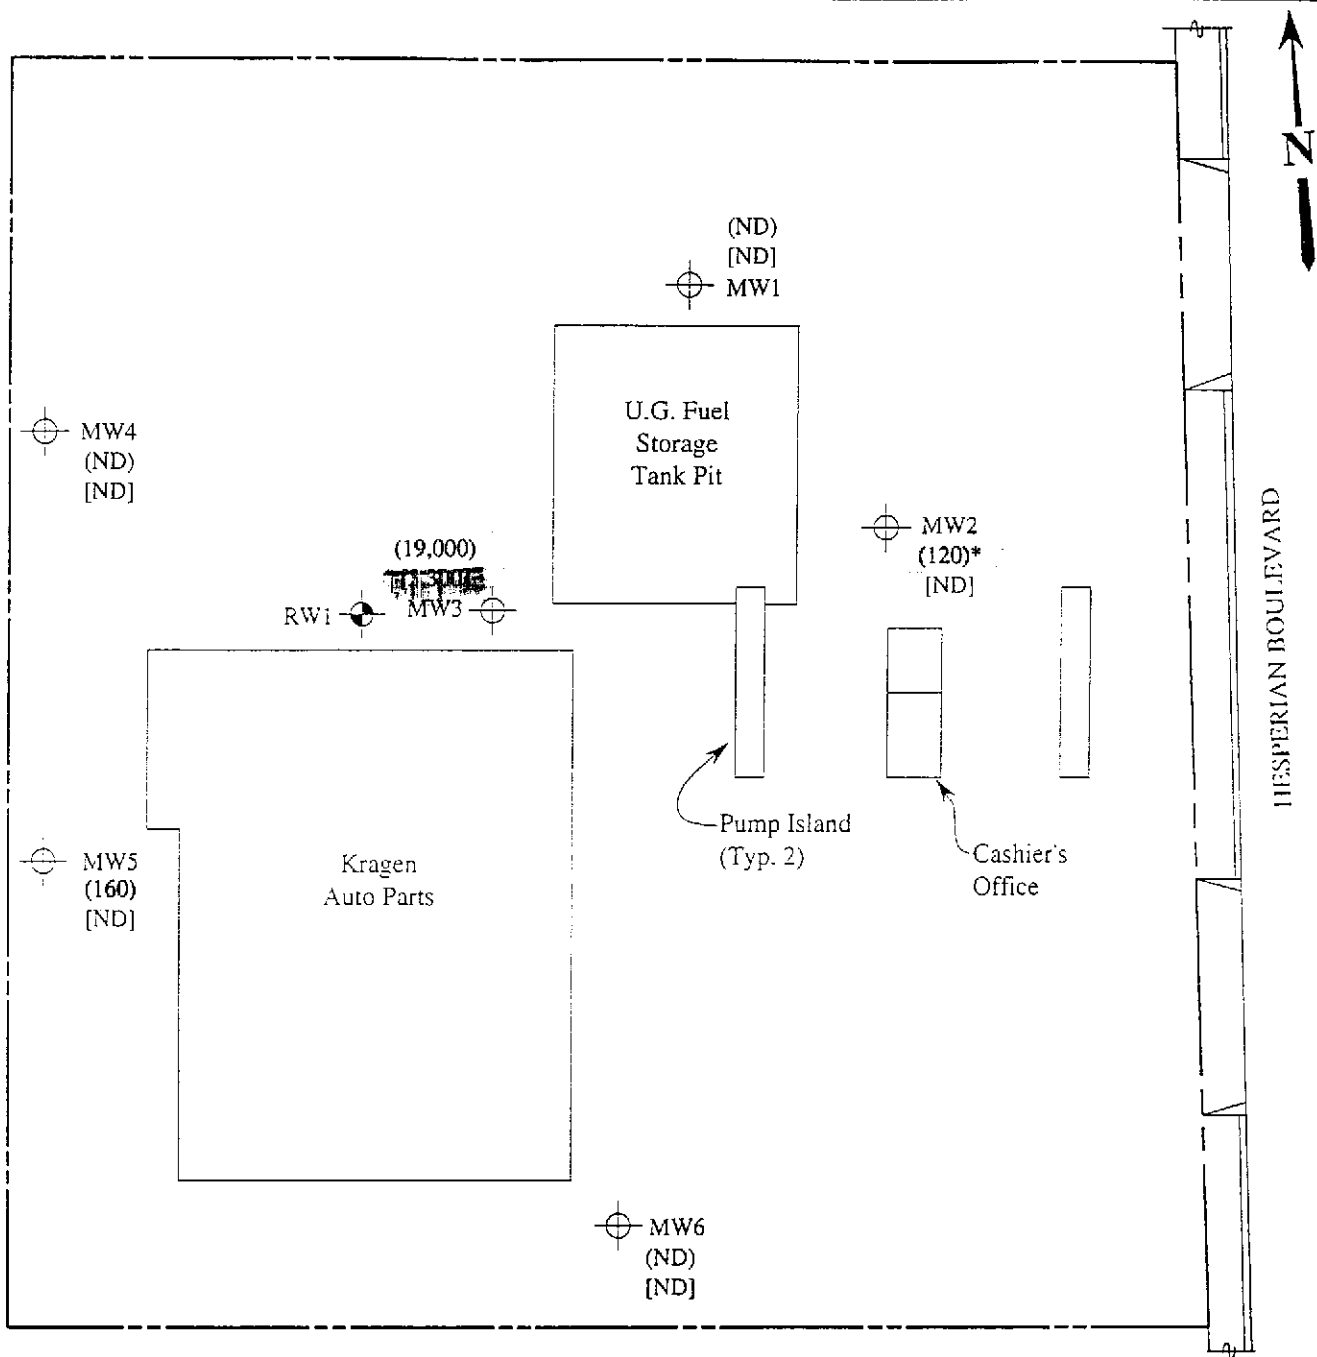 N
(ND)
[ND]
MW1
U.G. Fuel
Storage
Tank Pit
MW4
(ND)
[ND]
MW2
(120)*
[ND]
(19,000)
RW1
MW3
HESPERIAN BOULEVARD
Pump Island
(Typ. 2)
Cashier's
Office
MW5
(160)
[ND]
Kragen
Auto Parts
MW6
(ND)
[ND]